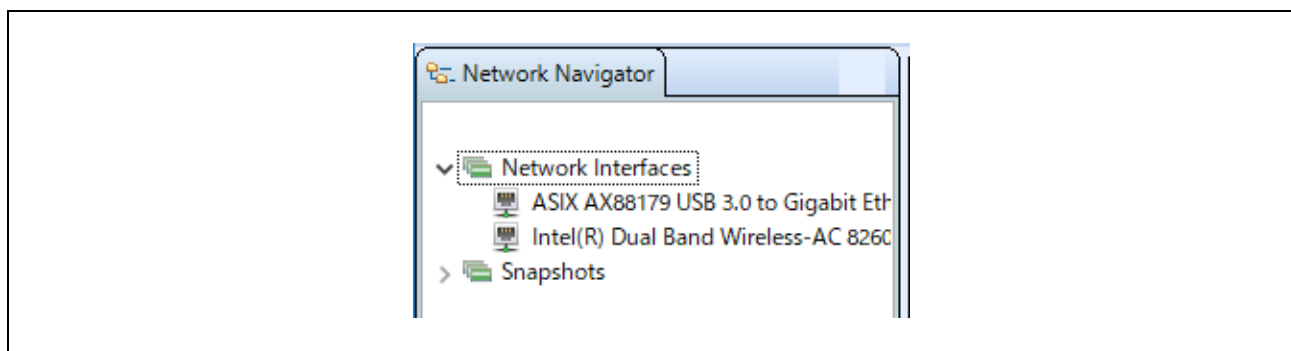 Network Navigator
Network Interfaces
ASIX AX88179 USB 3.0 to Gigabit Eth
Intel(R) Dual Band Wireless-AC 8260
Snapshots